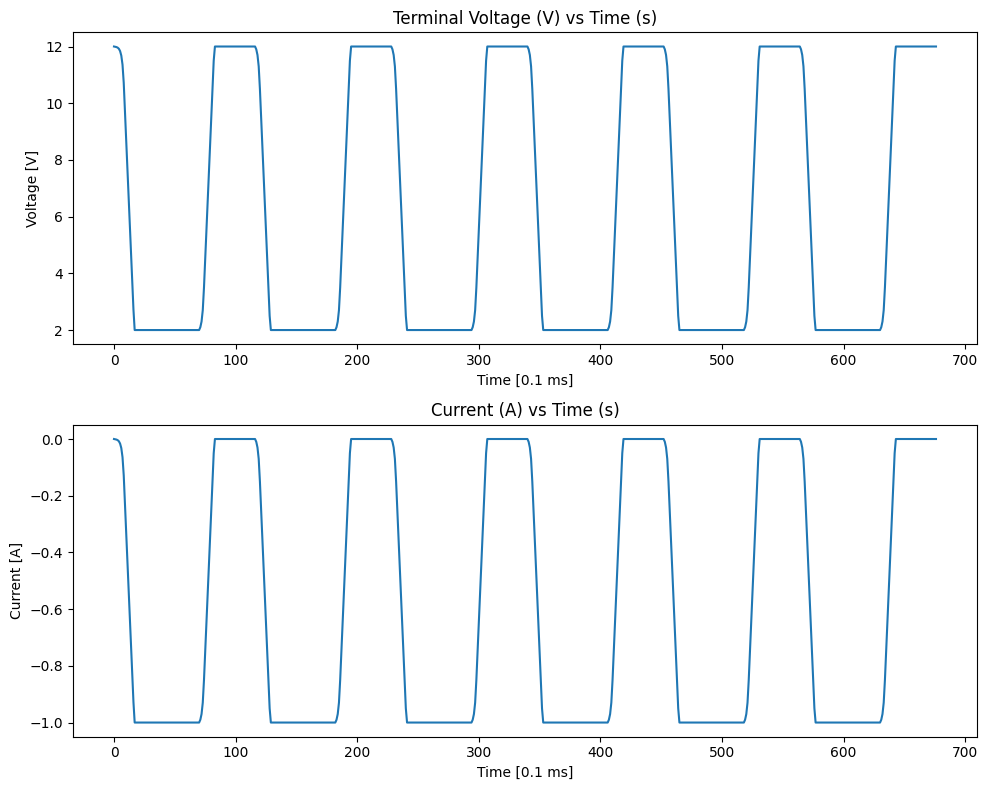 Terminal Voltage (V) vs Time (s)
12
10
8
6
4
2
Voltage [V]
0 100 200 300 400 500 600 700
Time [0.1 ms]
Current (A) vs Time (s)
0.0
−0.2
−0.4
−0.6
−0.8
−1.0
Current [A]
0 100 200 300 400 500 600 700
Time [0.1 ms]